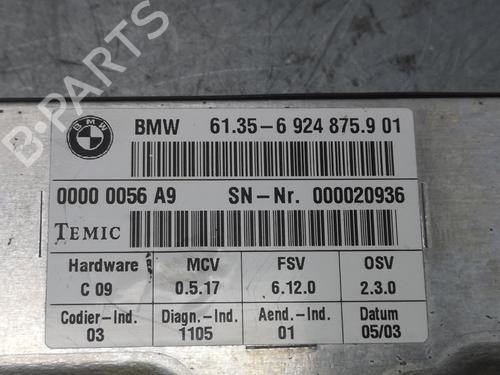 B-PARTS
BMW
BMW 61.35-6 924 875.9 01
0000 0056 A9 SN-Nr. 000020936
TEMIC
Hardware MCV FSV OSV
C 09 0.5.17 6.12.0 2.3.0
Codier-Ind. Diagn.-Ind. Aend.-Ind. Datum
03 1105 01 05/03